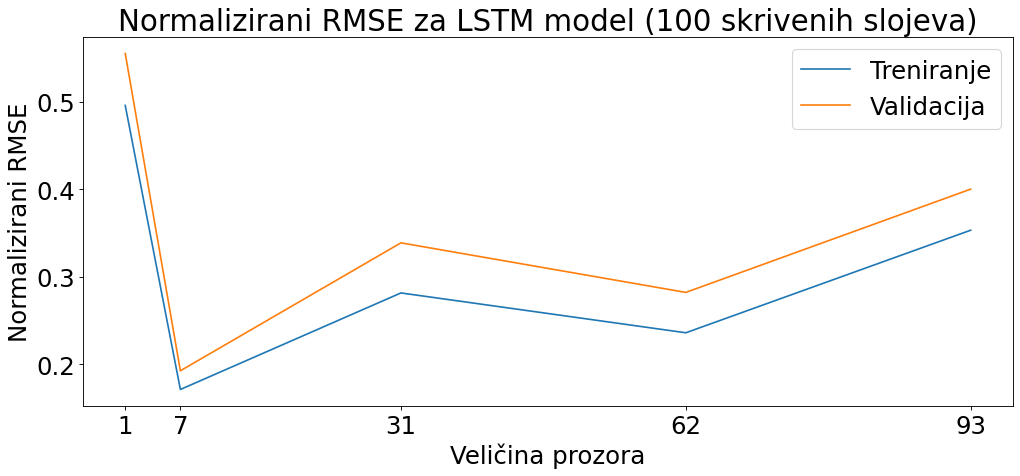 Normalizirani RMSE za LSTM model (100 skrivenih slojeva)
Treniranje
Validacija
Normalizirani RMSE
0.5
0.4
0.3
0.2
1 7 31 62 93
Veličina prozora